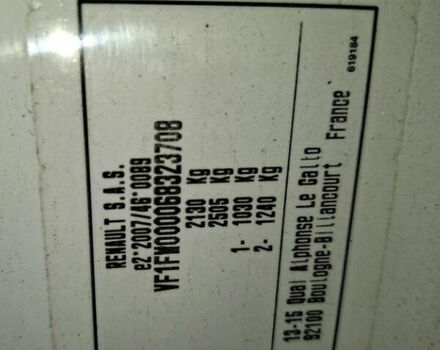 RENAULT S.A.S.
e2*2007/46*0089
VF1FW000068323708
2130 Kg
2505 Kg
1- 1030 Kg
2- 1240 Kg
13-15 Quai Alphonse Le Gallo
92100 Boulogne-Billancourt France
619184